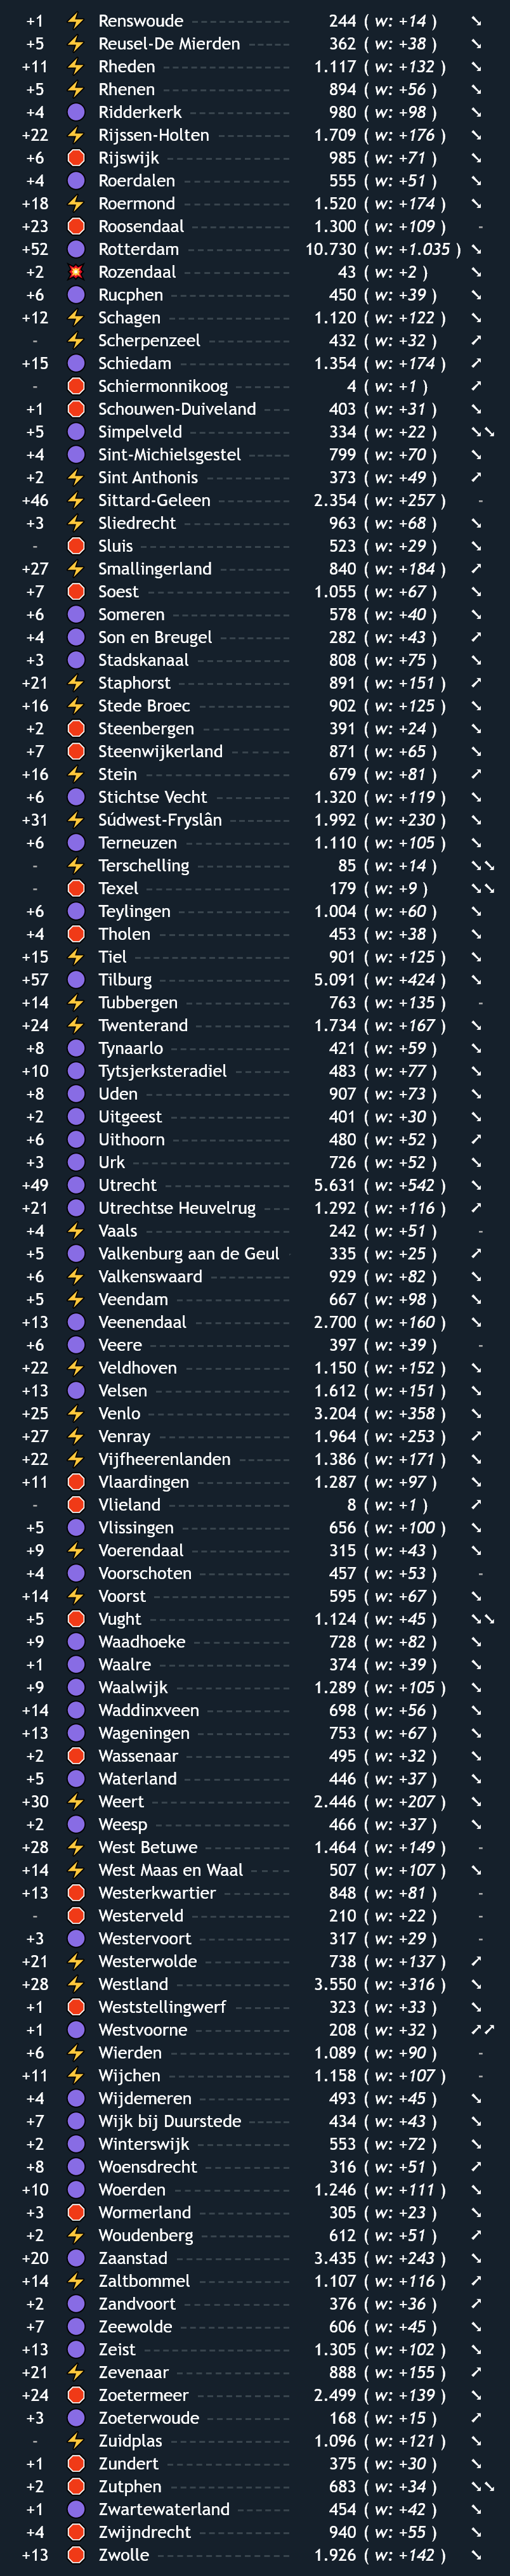 +1 ⚡ Renswoude 244 ( w: +14 ) ↘
+5 ⚡ Reusel-De Mierden 362 ( w: +38 ) ↘
+11 ⚡ Rheden 1.117 ( w: +132 ) ↘
+5 ⚡ Rhenen 894 ( w: +56 ) ↘
+4 Ridderkerk 980 ( w: +98 ) ↘
+22 ⚡ Rijssen-Holten 1.709 ( w: +176 ) ↘
+6 Rijswijk 985 ( w: +71 ) ↘
+4 Roerdalen 555 ( w: +51 ) ↘
+18 ⚡ Roermond 1.520 ( w: +174 ) ↘
+23 Roosendaal 1.300 ( w: +109 ) -
+52 Rotterdam 10.730 ( w: +1.035 ) ↘
+2 Rozendaal 43 ( w: +2 ) ↘
+6 Rucphen 450 ( w: +39 ) ↘
+12 ⚡ Schagen 1.120 ( w: +122 ) ↘
- ⚡ Scherpenzeel 432 ( w: +32 ) ↗
+15 Schiedam 1.354 ( w: +174 ) ↗
- Schiermonnikoog 4 ( w: +1 ) ↗
+1 Schouwen-Duiveland 403 ( w: +31 ) ↘
+5 Simpelveld 334 ( w: +22 ) ↘↘
+4 Sint-Michielsgestel 799 ( w: +70 ) ↘
+2 ⚡ Sint Anthonis 373 ( w: +49 ) ↗
+46 ⚡ Sittard-Geleen 2.354 ( w: +257 ) -
+3 ⚡ Sliedrecht 963 ( w: +68 ) ↘
- Sluis 523 ( w: +29 ) ↘
+27 ⚡ Smallingerland 840 ( w: +184 ) ↗
+7 Soest 1.055 ( w: +67 ) ↘
+6 Someren 578 ( w: +40 ) ↘
+4 Son en Breugel 282 ( w: +43 ) ↗
+3 Stadskanaal 808 ( w: +75 ) ↘
+21 ⚡ Staphorst 891 ( w: +151 ) ↗
+16 ⚡ Stede Broec 902 ( w: +125 ) ↘
+2 Steenbergen 391 ( w: +24 ) ↘
+7 Steenwijkerland 871 ( w: +65 ) ↘
+16 ⚡ Stein 679 ( w: +81 ) ↗
+6 Stichtse Vecht 1.320 ( w: +119 ) ↘
+31 ⚡ Súdwest-Fryslân 1.992 ( w: +230 ) ↘
+6 Terneuzen 1.110 ( w: +105 ) ↘
- ⚡ Terschelling 85 ( w: +14 ) ↘↘
- Texel 179 ( w: +9 ) ↘↘
+6 Teylingen 1.004 ( w: +60 ) ↘
+4 Tholen 453 ( w: +38 ) ↘
+15 ⚡ Tiel 901 ( w: +125 ) ↘
+57 Tilburg 5.091 ( w: +424 ) ↘
+14 ⚡ Tubbergen 763 ( w: +135 ) -
+24 ⚡ Twenterand 1.734 ( w: +167 ) ↘
+8 Tynaarlo 421 ( w: +59 ) ↘
+10 Tytsjerksteradiel 483 ( w: +77 ) ↘
+8 Uden 907 ( w: +73 ) ↘
+2 Uitgeest 401 ( w: +30 ) ↘
+6 Uithoorn 480 ( w: +52 ) ↗
+3 Urk 726 ( w: +52 ) ↘
+49 Utrecht 5.631 ( w: +542 ) ↘
+21 Utrechtse Heuvelrug 1.292 ( w: +116 ) ↗
+4 ⚡ Vaals 242 ( w: +51 ) -
+5 Valkenburg aan de Geul 335 ( w: +25 ) ↗
+6 ⚡ Valkenswaard 929 ( w: +82 ) ↘
+5 ⚡ Veendam 667 ( w: +98 ) ↘
+13 Veenendaal 2.700 ( w: +160 ) ↘
+6 Veere 397 ( w: +39 ) -
+22 ⚡ Veldhoven 1.150 ( w: +152 ) ↘
+13 Velsen 1.612 ( w: +151 ) ↘
+25 ⚡ Venlo 3.204 ( w: +358 ) ↘
+27 ⚡ Venray 1.964 ( w: +253 ) ↗
+22 ⚡ Vijfheerenlanden 1.386 ( w: +171 ) ↘
+11 Vlaardingen 1.287 ( w: +97 ) ↘
- Vlieland 8 ( w: +1 ) ↗
+5 Vlissingen 656 ( w: +100 ) ↘
+9 ⚡ Voerendaal 315 ( w: +43 ) ↘
+4 Voorschoten 457 ( w: +53 ) -
+14 ⚡ Voorst 595 ( w: +67 ) ↘
+5 Vught 1.124 ( w: +45 ) ↘↘
+9 Waadhoeke 728 ( w: +82 ) ↘
+1 Waalre 374 ( w: +39 ) ↘
+9 Waalwijk 1.289 ( w: +105 ) ↘
+14 Waddinxveen 698 ( w: +56 ) ↘
+13 Wageningen 753 ( w: +67 ) ↘
+2 Wassenaar 495 ( w: +32 ) ↘
+5 Waterland 446 ( w: +37 ) ↘
+30 ⚡ Weert 2.446 ( w: +207 ) ↘
+2 Weesp 466 ( w: +37 ) ↘
+28 ⚡ West Betuwe 1.464 ( w: +149 ) -
+14 ⚡ West Maas en Waal 507 ( w: +107 ) ↘
+13 Westerkwartier 848 ( w: +81 ) -
- Westerveld 210 ( w: +22 ) -
+3 Westervoort 317 ( w: +29 ) -
+21 ⚡ Westerwolde 738 ( w: +137 ) ↗
+28 ⚡ Westland 3.550 ( w: +316 ) ↘
+1 Weststellingwerf 323 ( w: +33 ) ↘
+1 Westvoorne 208 ( w: +32 ) ↗↗
+6 ⚡ Wierden 1.089 ( w: +90 ) -
+11 ⚡ Wijchen 1.158 ( w: +107 ) -
+4 Wijdemeren 493 ( w: +45 ) ↘
+7 Wijk bij Duurstede 434 ( w: +43 ) ↘
+2 Winterswijk 553 ( w: +72 ) ↘
+8 Woensdrecht 316 ( w: +51 ) ↗
+10 Woerden 1.246 ( w: +111 ) ↘
+3 Wormerland 305 ( w: +23 ) ↘
+2 ⚡ Woudenberg 612 ( w: +51 ) ↗
+20 Zaanstad 3.435 ( w: +243 ) ↘
+14 ⚡ Zaltbommel 1.107 ( w: +116 ) ↗
+2 Zandvoort 376 ( w: +36 ) ↗
+7 Zeewolde 606 ( w: +45 ) ↘
+13 Zeist 1.305 ( w: +102 ) ↘
+21 ⚡ Zevenaar 888 ( w: +155 ) ↗
+24 Zoetermeer 2.499 ( w: +139 ) ↘
+3 Zoeterwoude 168 ( w: +15 ) ↗
- ⚡ Zuidplas 1.096 ( w: +121 ) ↘
+1 Zundert 375 ( w: +30 ) ↘
+2 Zutphen 683 ( w: +34 ) ↘↘
+1 Zwartewaterland 454 ( w: +42 ) ↘
+4 Zwijndrecht 940 ( w: +55 ) ↘
+13 Zwolle 1.926 ( w: +142 ) ↘